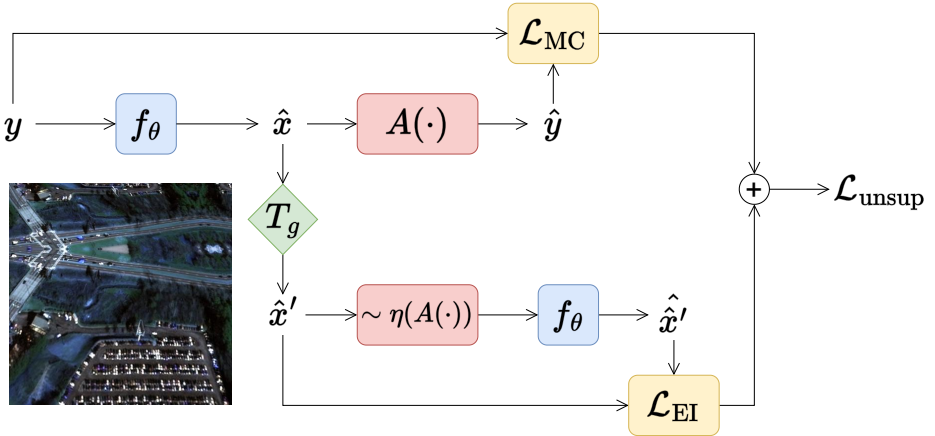 𝓛_MC
y
f_θ
x̂
A(·)
ŷ
T_g
+
𝓛_unsup
x̂′
∼ η(A(·))
f_θ
x̂̂′
𝓛_EI